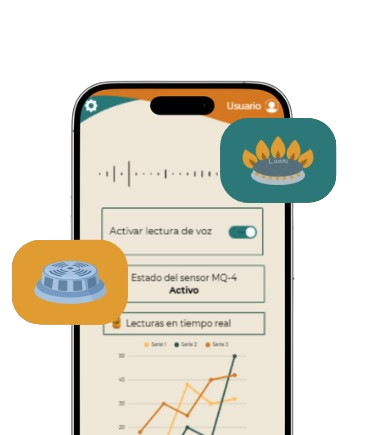 Usuario
Activar lectura de voz
Estado del sensor MQ-4
Activo
Lecturas en tiempo real
Serie 1 Serie 2 Serie 3
50
40
30
20